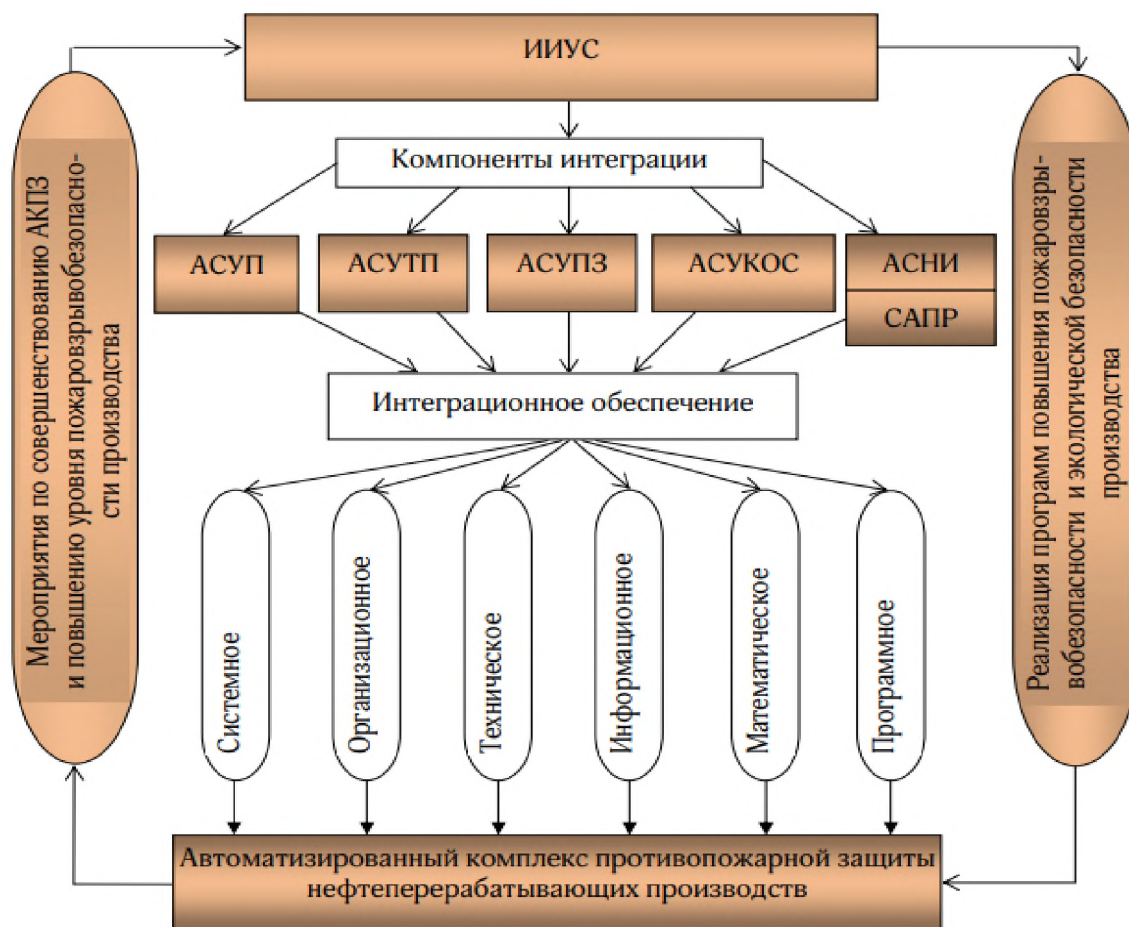 ИИУС
Компоненты интеграции
АСУП
АСУТП
АСУПЗ
АСУКОС
АСНИ
САПР
Интеграционное обеспечение
Мероприятия по совершенствованию АКПЗ
и повышению уровня пожаровзрывобезопасно-
сти производства
Системное
Организационное
Техническое
Информационное
Математическое
Программное
Реализация программ повышения пожаровзры-
вобезопасности и экологической безопасности
производства
Автоматизированный комплекс противопожарной защиты
нефтеперерабатывающих производств